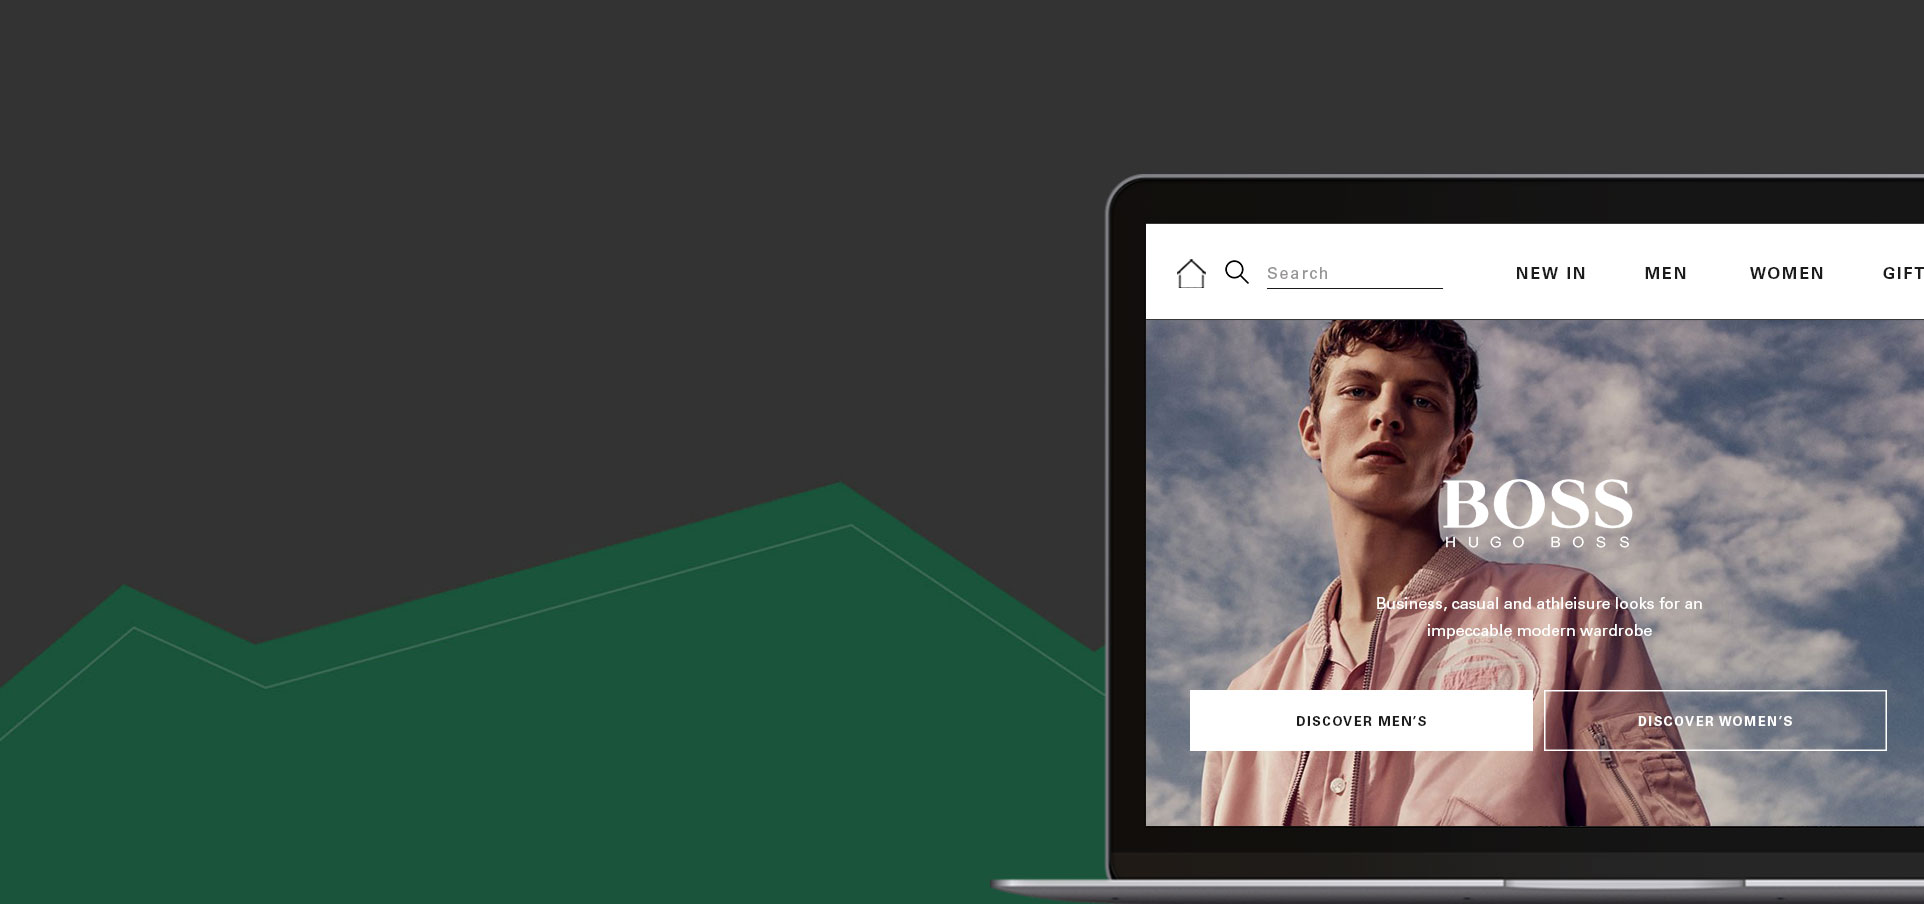 Search
NEW IN
MEN
WOMEN
GIFT
BOSS
HUGO BOSS
Business, casual and athleisure looks for an
impeccable modern wardrobe
DISCOVER MEN’S
DISCOVER WOMEN’S